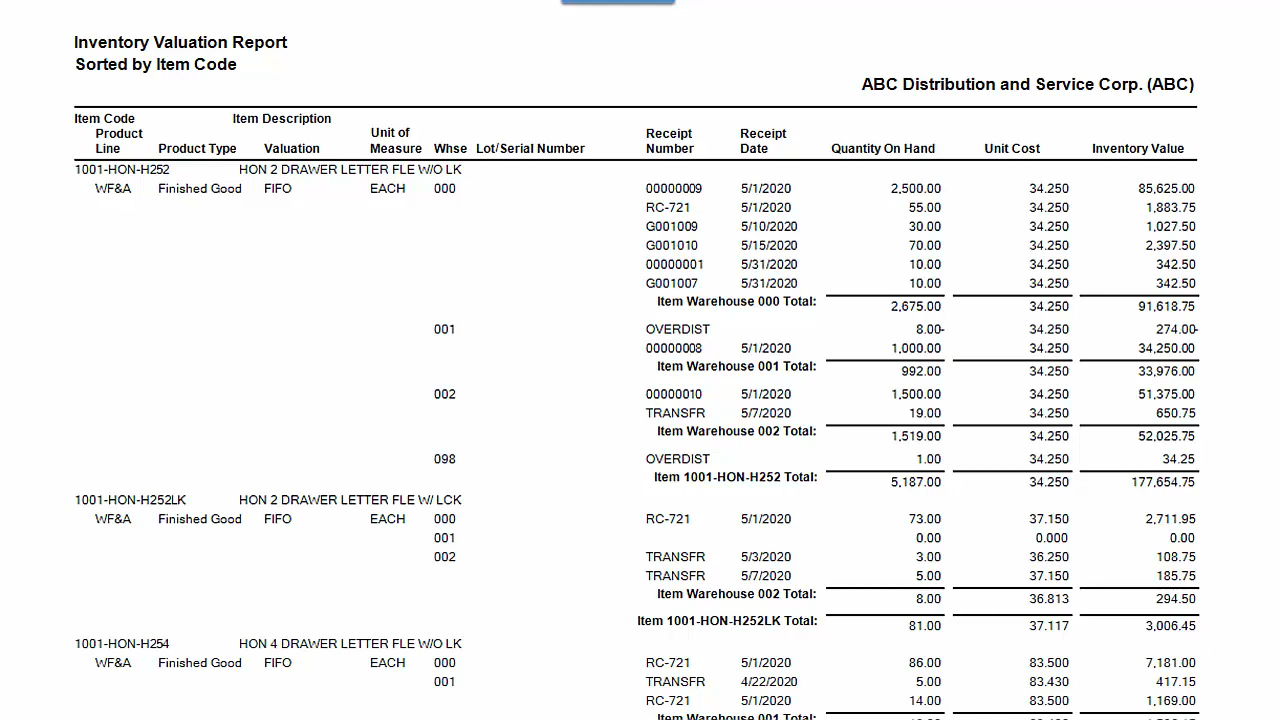 Inventory Valuation Report
Sorted by Item Code
ABC Distribution and Service Corp. (ABC)
Item Code Item Description
Product Unit of Receipt Receipt
Line Product Type Valuation Measure Whse Lot/Serial Number Number Date Quantity On Hand Unit Cost Inventory Value
1001-HON-H252 HON 2 DRAWER LETTER FLE W/O LK
WF&A Finished Good FIFO EACH 000 00000009 5/1/2020 2,500.00 34.250 85,625.00
RC-721 5/1/2020 55.00 34.250 1,883.75
G001009 5/10/2020 30.00 34.250 1,027.50
G001010 5/15/2020 70.00 34.250 2,397.50
00000001 5/31/2020 10.00 34.250 342.50
G001007 5/31/2020 10.00 34.250 342.50
Item Warehouse 000 Total: 2,675.00 34.250 91,618.75
001 OVERDIST 8.00- 34.250 274.00-
00000008 5/1/2020 1,000.00 34.250 34,250.00
Item Warehouse 001 Total: 992.00 34.250 33,976.00
002 00000010 5/1/2020 1,500.00 34.250 51,375.00
TRANSFR 5/7/2020 19.00 34.250 650.75
Item Warehouse 002 Total: 1,519.00 34.250 52,025.75
098 OVERDIST 1.00 34.250 34.25
Item 1001-HON-H252 Total: 5,187.00 34.250 177,654.75
1001-HON-H252LK HON 2 DRAWER LETTER FLE W/ LCK
WF&A Finished Good FIFO EACH 000 RC-721 5/1/2020 73.00 37.150 2,711.95
001 0.00 0.000 0.00
002 TRANSFR 5/3/2020 3.00 36.250 108.75
TRANSFR 5/7/2020 5.00 37.150 185.75
Item Warehouse 002 Total: 8.00 36.813 294.50
Item 1001-HON-H252LK Total: 81.00 37.117 3,006.45
1001-HON-H254 HON 4 DRAWER LETTER FLE W/O LK
WF&A Finished Good FIFO EACH 000 RC-721 5/1/2020 86.00 83.500 7,181.00
001 TRANSFR 4/22/2020 5.00 83.430 417.15
RC-721 5/1/2020 14.00 83.500 1,169.00
Item Warehouse 001 Total: